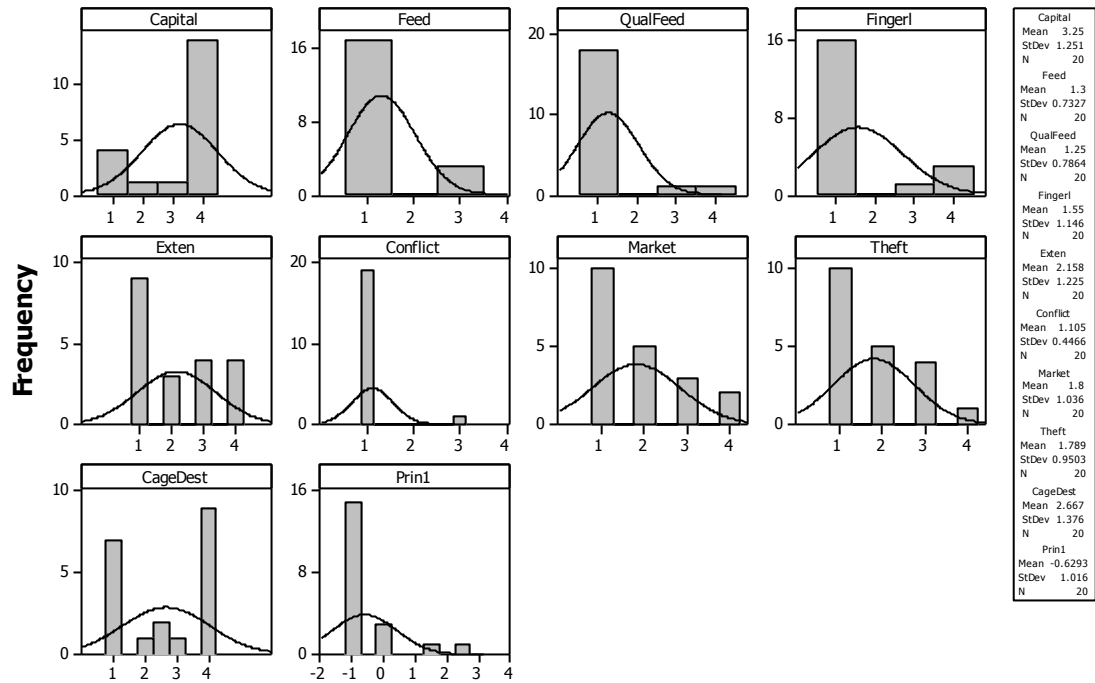 Capital
Feed
QualFeed
Fingerl
10
5
0
1 2 3 4
16
8
0
1 2 3 4
20
10
0
1 2 3 4
16
8
0
1 2 3 4
Frequency
Exten
Conflict
Market
Theft
10
5
0
1 2 3 4
20
10
0
1 2 3 4
10
5
0
1 2 3 4
10
5
0
1 2 3 4
CageDest
Prin1
10
5
0
1 2 3 4
16
8
0
-2 -1 0 1 2 3 4
Capital
Mean 3.25
StDev 1.251
N 20
Feed
Mean 1.3
StDev 0.7327
N 20
QualFeed
Mean 1.25
StDev 0.7864
N 20
Fingerl
Mean 1.55
StDev 1.146
N 20
Exten
Mean 2.158
StDev 1.225
N 20
Conflict
Mean 1.105
StDev 0.4466
N 20
Market
Mean 1.8
StDev 1.036
N 20
Theft
Mean 1.789
StDev 0.9503
N 20
CageDest
Mean 2.667
StDev 1.376
N 20
Prin1
Mean -0.6293
StDev 1.016
N 20